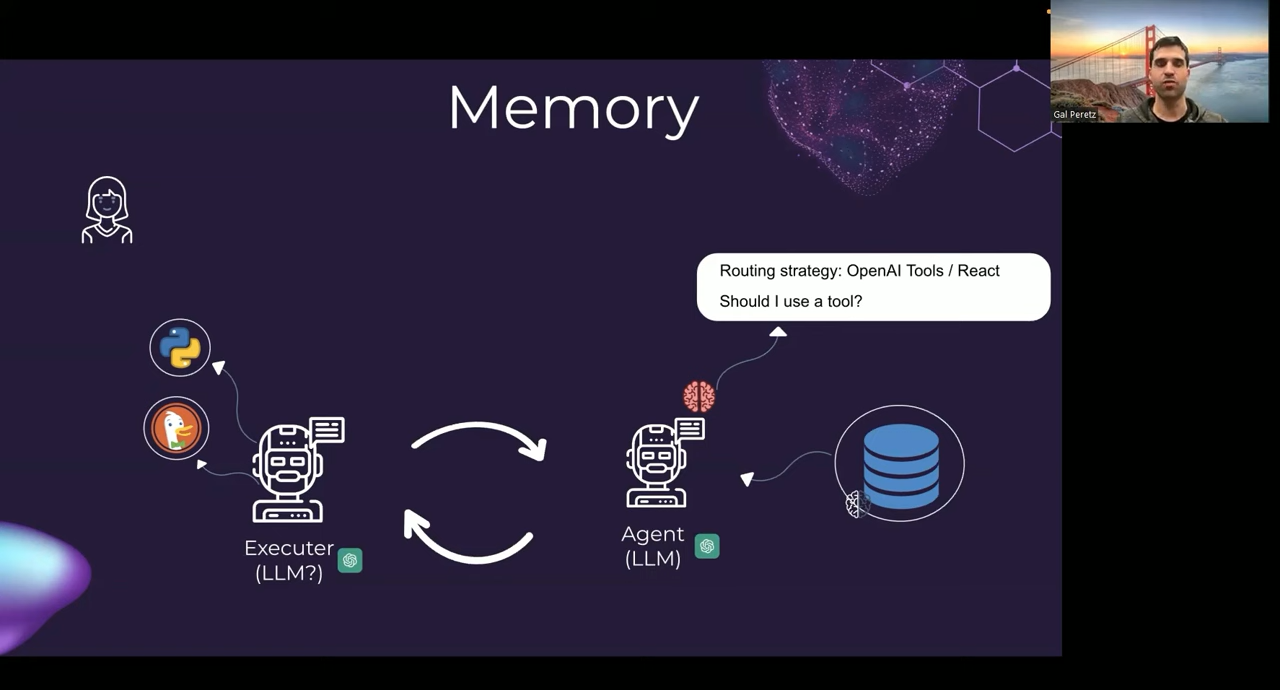 Memory
Gal Peretz
Routing strategy: OpenAI Tools / React
Should I use a tool?
Executer
(LLM?)
Agent
(LLM)